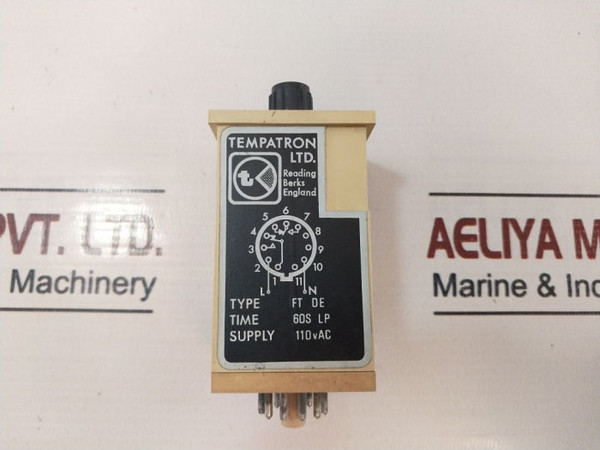 TEMPATRON
LTD.
t
Reading
Berks
England
5 6 7
4 8
3 9
2 10
1 11
L N
TYPE FT DE
TIME 60S LP
SUPPLY 110vAC
PVT. LTD.
Machinery
AELIYA M
Marine & Ind